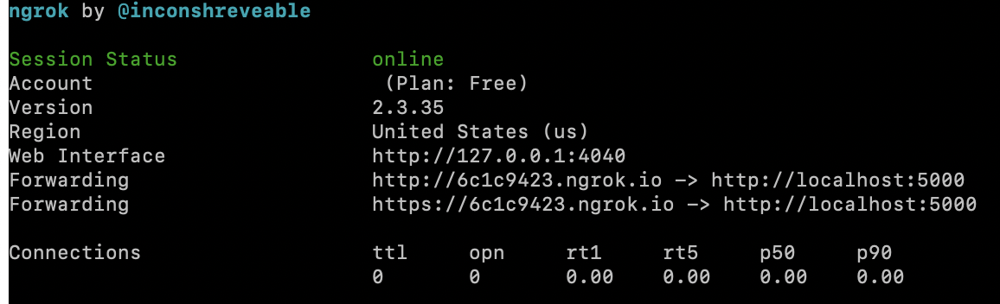 ngrok by @inconshreveable
Session Status online
Account (Plan: Free)
Version 2.3.35
Region United States (us)
Web Interface http://127.0.0.1:4040
Forwarding http://6c1c9423.ngrok.io -> http://localhost:5000
Forwarding https://6c1c9423.ngrok.io -> http://localhost:5000
Connections ttl opn rt1 rt5 p50 p90
0 0 0.00 0.00 0.00 0.00